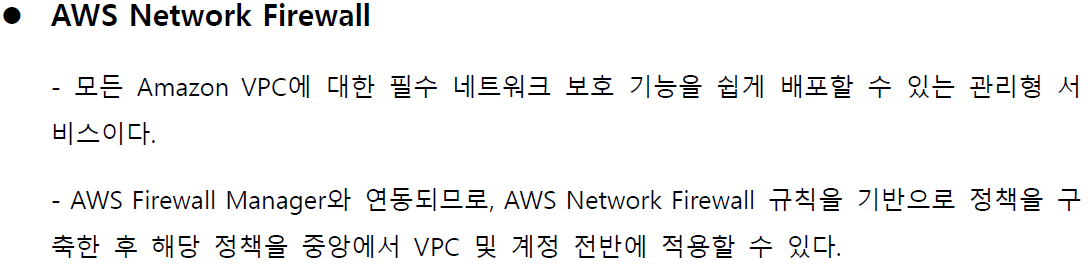 ● AWS Network Firewall
- 모든 Amazon VPC에 대한 필수 네트워크 보호 기능을 쉽게 배포할 수 있는 관리형 서
비스이다.
- AWS Firewall Manager와 연동되므로, AWS Network Firewall 규칙을 기반으로 정책을 구
축한 후 해당 정책을 중앙에서 VPC 및 계정 전반에 적용할 수 있다.